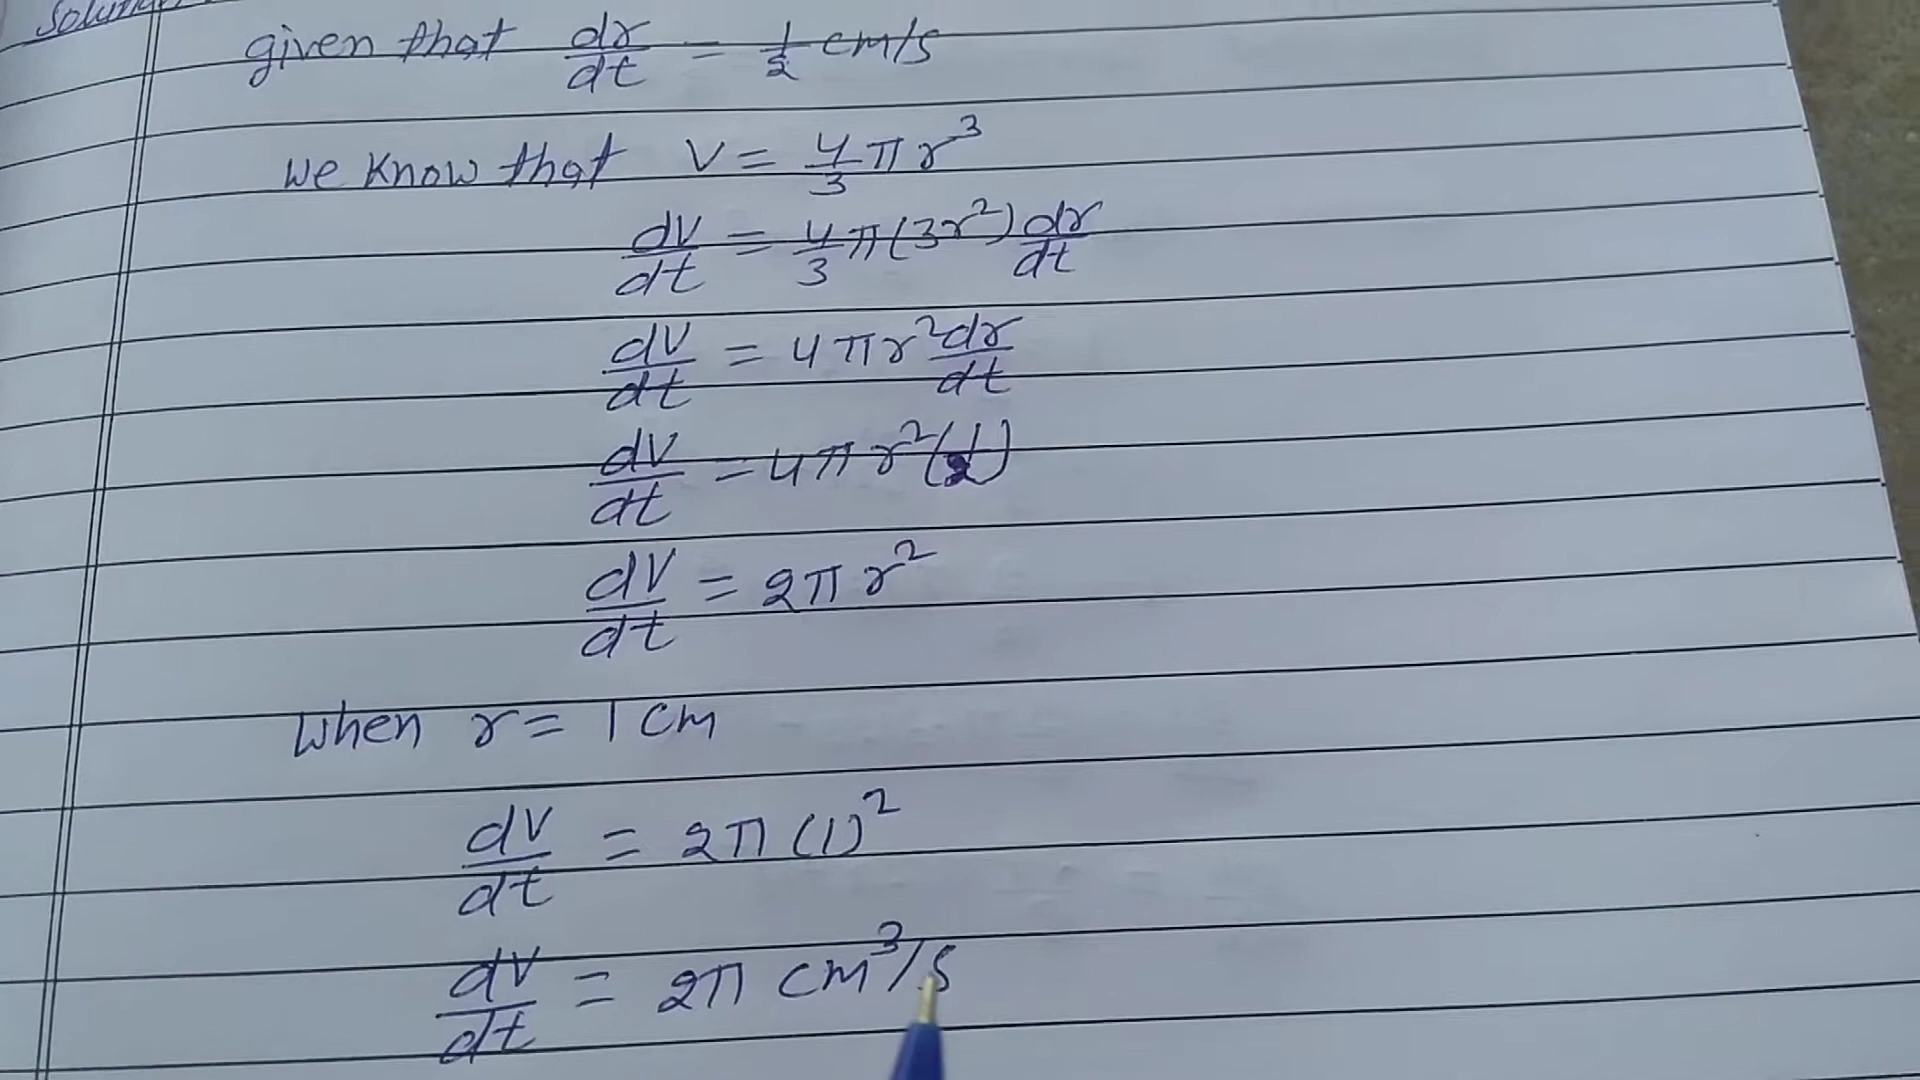 Solution
given that dr/dt = 1/2 cm/s
We know that V = 4/3 πr³
dV/dt = 4/3 π(3r²) dr/dt
dV/dt = 4πr² dr/dt
dV/dt = 4πr²(1/2)
dV/dt = 2πr²
When r = 1 cm
dV/dt = 2π(1)²
dV/dt = 2π cm³/s